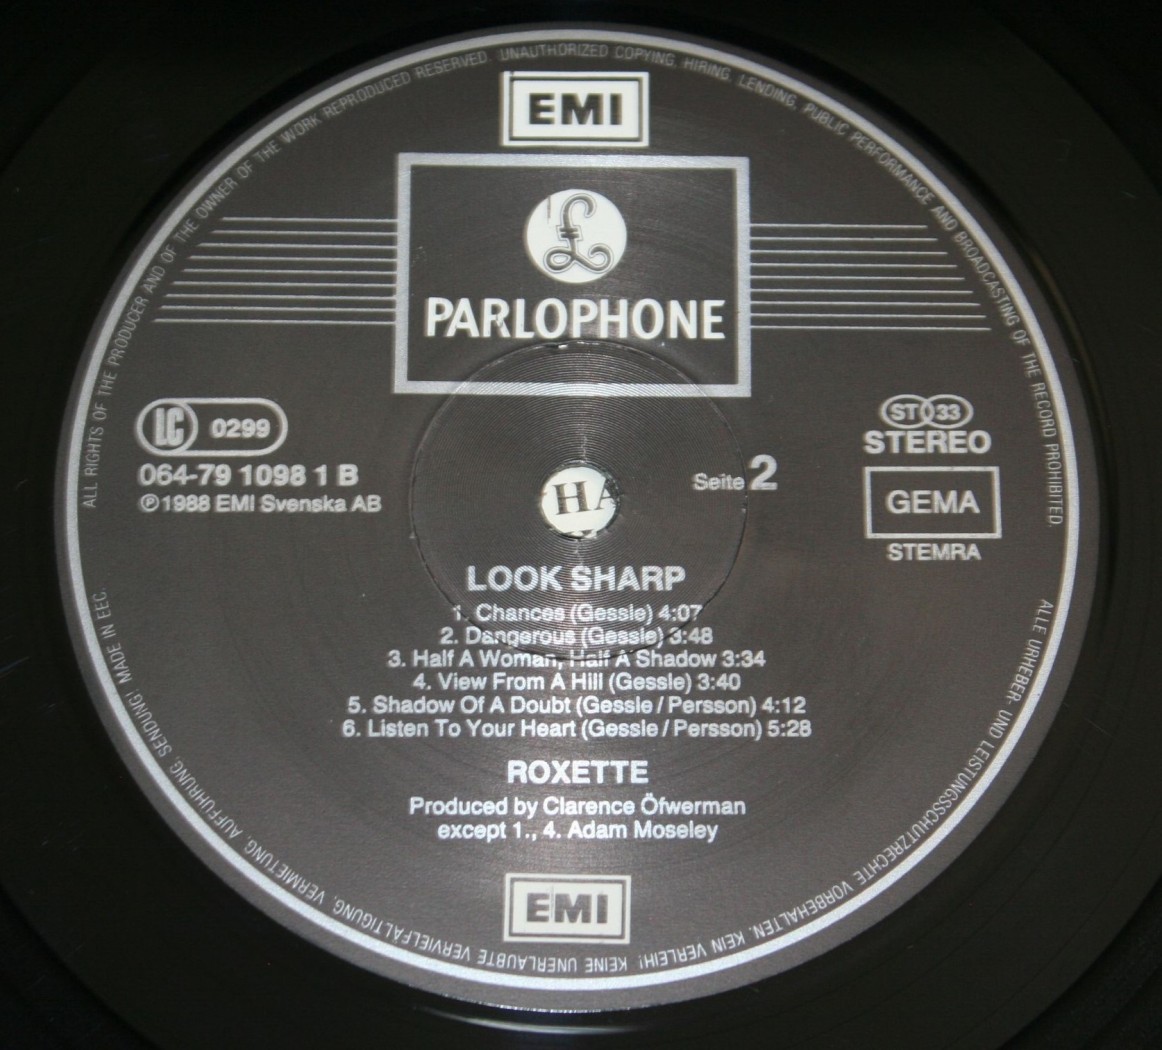 ALL RIGHTS OF THE PRODUCER AND OF THE OWNER OF THE WORK REPRODUCED RESERVED. UNAUTHORIZED COPYING, HIRING, LENDING, PUBLIC PERFORMANCE AND BROADCASTING OF THE RECORD PROHIBITED.
EMI
£
PARLOPHONE
LC 0299
064-79 1098 1 B
℗1988 EMI Svenska AB
ST 33
STEREO
GEMA
STEMRA
Seite 2
HA
LOOK SHARP
1. Chances (Gessle) 4:07
2. Dangerous (Gessle) 3:48
3. Half A Woman, Half A Shadow 3:34
4. View From A Hill (Gessle) 3:40
5. Shadow Of A Doubt (Gessle / Persson) 4:12
6. Listen To Your Heart (Gessle / Persson) 5:28
ROXETTE
Produced by Clarence Öfwerman
except 1., 4. Adam Moseley
EMI
ALLE URHEBER- UND LEISTUNGSSCHUTZRECHTE VORBEHALTEN. KEIN VERLEIH! KEINE UNERLAUBTE VERVIELFÄLTIGUNG, VERMIETUNG, AUFFÜHRUNG, SENDUNG! MADE IN EEC.